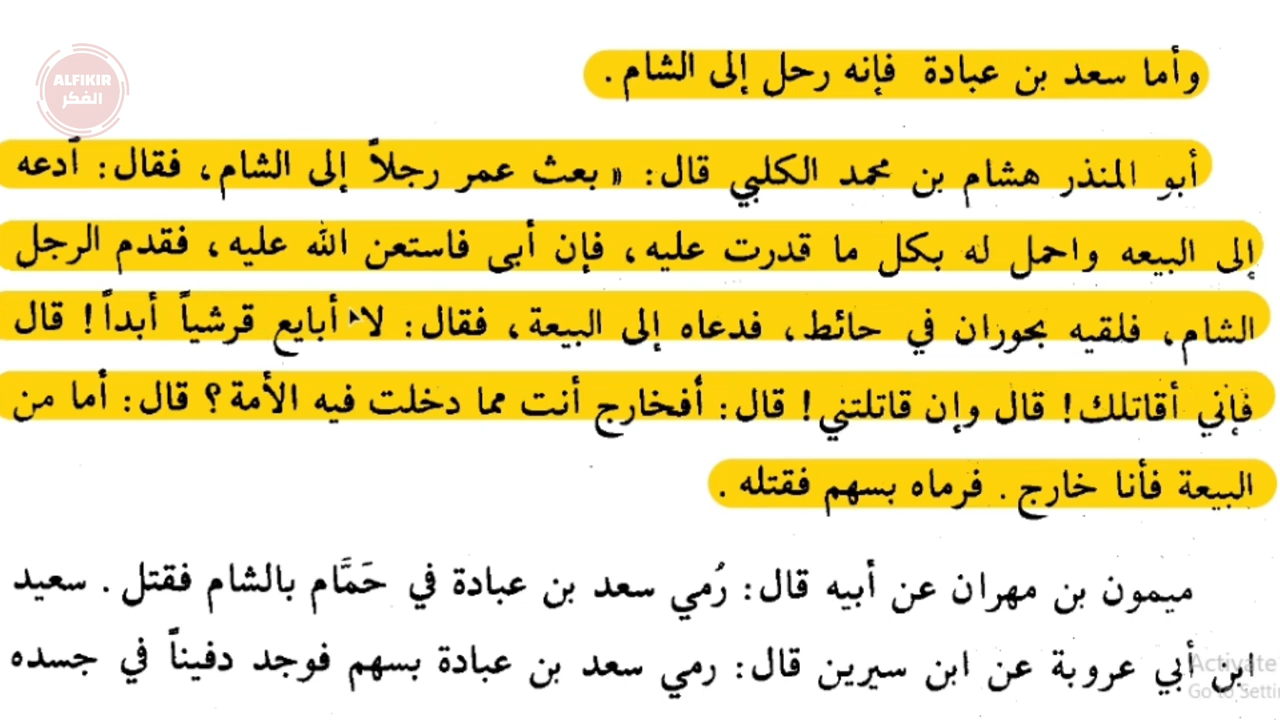 ALFIKIR
الفكر
وأما سعد بن عبادة فإنه رحل إلى الشام .
أبو المنذر هشام بن محمد الكلبي قال: « بعث عمر رجلاً إلى الشام، فقال: آدعه
إلى البيعه واحمل له بكل ما قدرت عليه، فإن أبى فاستعن الله عليه، فقدم الرجل
الشام، فلقيه بحوران في حائط، فدعاه إلى البيعة، فقال: لا أبايع قرشياً أبداً! قال
فإني أقاتلك! قال وإن قاتلتني! قال: أفخارج أنت مما دخلت فيه الأمة؟ قال: أما من
البيعة فأنا خارج . فرماه بسهم فقتله .
ميمون بن مهران عن أبيه قال: رُمي سعد بن عبادة في حَمَّام بالشام فقتل . سعيد
ابن أبي عروبة عن ابن سيرين قال: رمي سعد بن عبادة بسهم فوجد دفيناً في جسده
Activate
Go to Setti